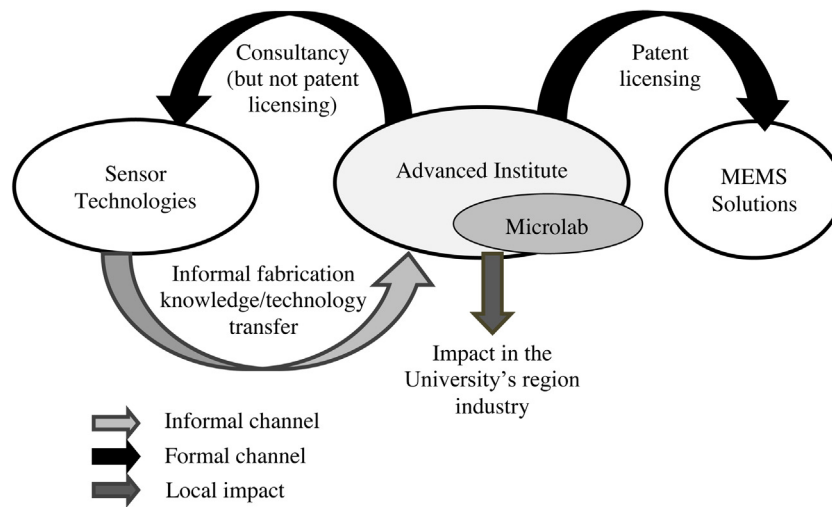 Consultancy
(but not patent
licensing)
Patent
licensing
Sensor
Technologies
Advanced Institute
Microlab
MEMS
Solutions
Informal fabrication
knowledge/technology
transfer
Impact in the
University’s region
industry
Informal channel
Formal channel
Local impact